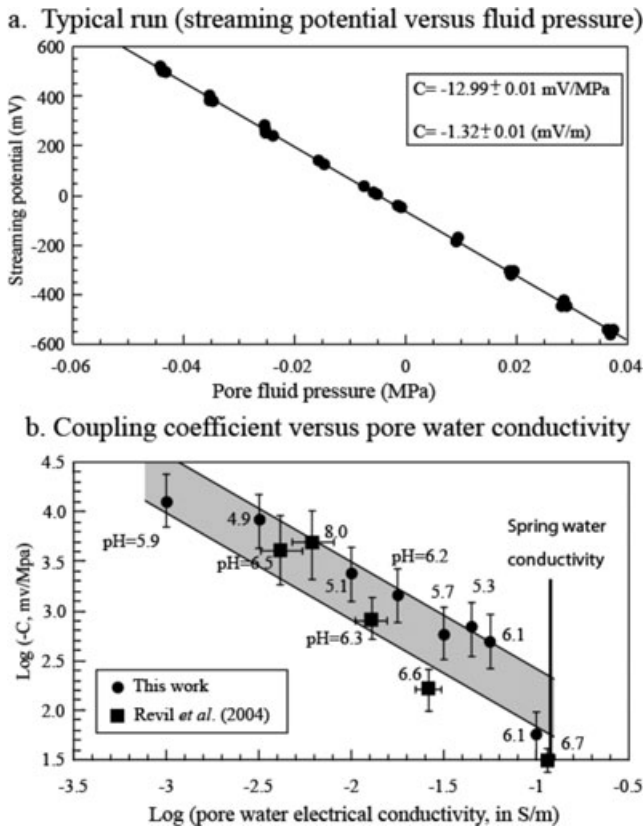 a. Typical run (streaming potential versus fluid pressure)
600
400
200
0
-200
-400
-600
Streaming potential (mV)
C= -12.99± 0.01 mV/MPa
C = -1.32± 0.01 (mV/m)
-0.06
-0.04
-0.02
0
0.02
0.04
Pore fluid pressure (MPa)
b. Coupling coefficient versus pore water conductivity
4.5
4.0
3.5
3.0
2.5
2.0
1.5
Log (-C, mv/Mpa)
pH=5.9
4.9
pH=6.5
8.0
5.1
pH=6.2
pH=6.3
5.7
5.3
6.1
6.6
6.1
6.7
Spring water
conductivity
This work
Revil et al. (2004)
-3.5
-3
-2.5
-2
-1.5
-1
-0.5
Log (pore water electrical conductivity, in S/m)